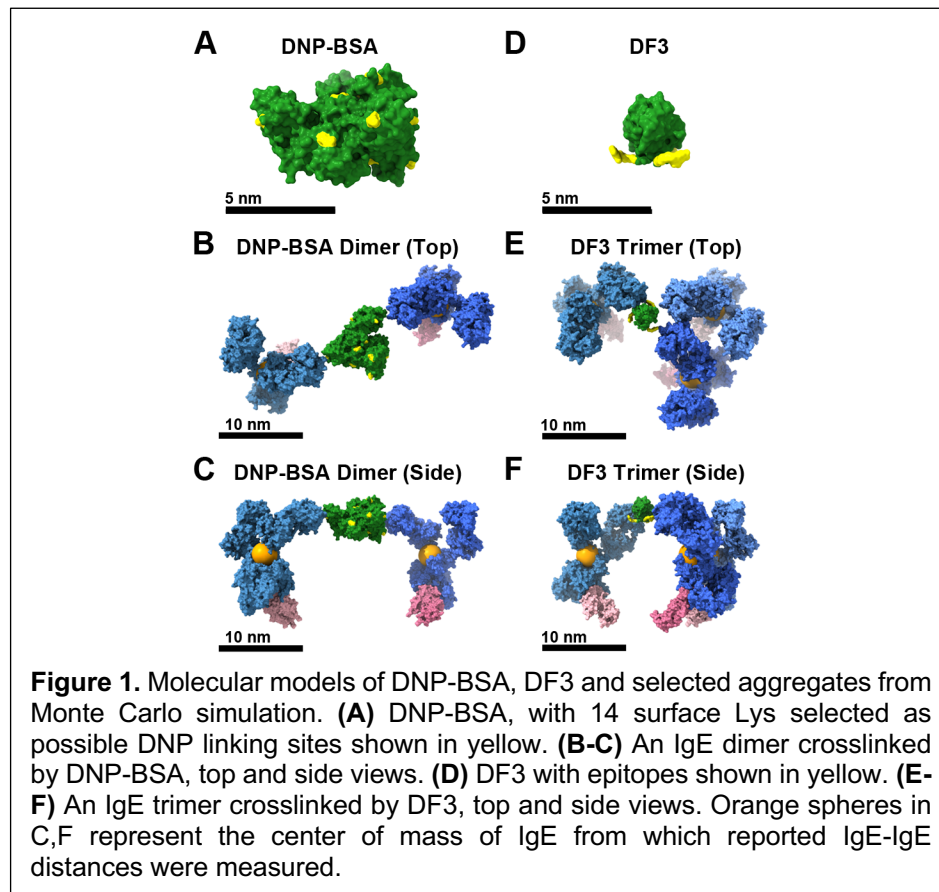 A
DNP-BSA
5 nm
D
DF3
5 nm
B
DNP-BSA Dimer (Top)
10 nm
E
DF3 Trimer (Top)
10 nm
C
DNP-BSA Dimer (Side)
10 nm
F
DF3 Trimer (Side)
10 nm
Figure 1. Molecular models of DNP-BSA, DF3 and selected aggregates from
Monte Carlo simulation. (A) DNP-BSA, with 14 surface Lys selected as
possible DNP linking sites shown in yellow. (B-C) An IgE dimer crosslinked
by DNP-BSA, top and side views. (D) DF3 with epitopes shown in yellow. (E-
F) An IgE trimer crosslinked by DF3, top and side views. Orange spheres in
C,F represent the center of mass of IgE from which reported IgE-IgE
distances were measured.